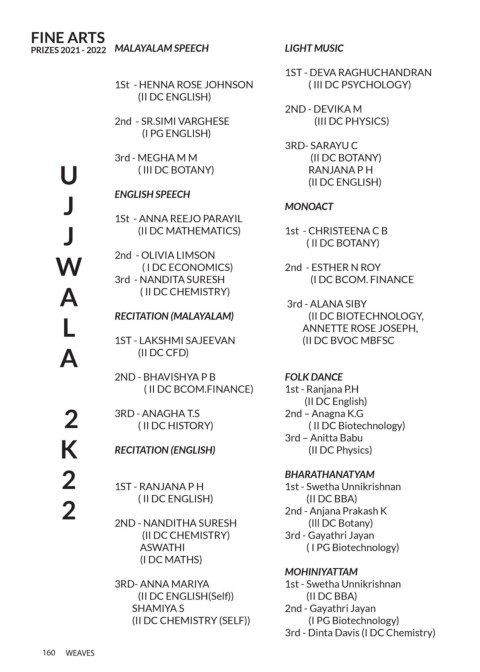 FINE ARTS
PRIZES 2021 - 2022
U
J
J
W
A
L
A
2
K
2
2
MALAYALAM SPEECH
1St - HENNA ROSE JOHNSON
(II DC ENGLISH)
2nd - SR.SIMI VARGHESE
(I PG ENGLISH)
3rd - MEGHA M M
( III DC BOTANY)
ENGLISH SPEECH
1St - ANNA REEJO PARAYIL
(II DC MATHEMATICS)
2nd - OLIVIA LIMSON
( I DC ECONOMICS)
3rd - NANDITA SURESH
( II DC CHEMISTRY)
RECITATION (MALAYALAM)
1ST - LAKSHMI SAJEEVAN
(II DC CFD)
2ND - BHAVISHYA P B
( II DC BCOM.FINANCE)
3RD - ANAGHA T.S
( II DC HISTORY)
RECITATION (ENGLISH)
1ST - RANJANA P H
( II DC ENGLISH)
2ND - NANDITHA SURESH
(II DC CHEMISTRY)
ASWATHI
(I DC MATHS)
3RD- ANNA MARIYA
(II DC ENGLISH(Self))
SHAMIYA S
(II DC CHEMISTRY (SELF))
LIGHT MUSIC
1ST - DEVA RAGHUCHANDRAN
( III DC PSYCHOLOGY)
2ND - DEVIKA M
(III DC PHYSICS)
3RD- SARAYU C
(II DC BOTANY)
RANJANA P H
(II DC ENGLISH)
MONOACT
1st - CHRISTEENA C B
( II DC BOTANY)
2nd - ESTHER N ROY
(I DC BCOM. FINANCE
3rd - ALANA SIBY
(II DC BIOTECHNOLOGY,
ANNETTE ROSE JOSEPH,
(II DC BVOC MBFSC
FOLK DANCE
1st - Ranjana P.H
(II DC English)
2nd – Anagna K.G
( II DC Biotechnology)
3rd – Anitta Babu
(II DC Physics)
BHARATHANATYAM
1st - Swetha Unnikrishnan
(II DC BBA)
2nd - Anjana Prakash K
(III DC Botany)
3rd - Gayathri Jayan
( I PG Biotechnology)
MOHINIYATTAM
1st - Swetha Unnikrishnan
(II DC BBA)
2nd - Gayathri Jayan
(I PG Biotechnology)
3rd - Dinta Davis (I DC Chemistry)
160 WEAVES